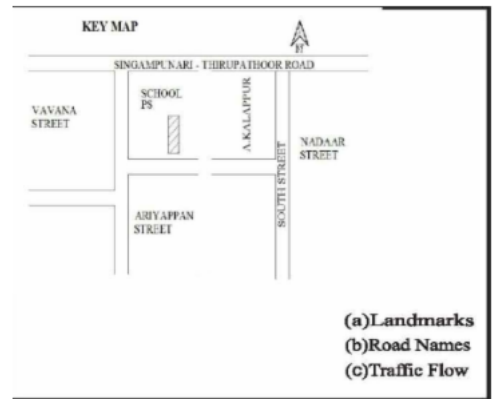 KEY MAP
N
SINGAMPUNARI - THIRUPATHOOR ROAD
SCHOOL
PS
VAVANA
STREET
A.KALAPPUR
NADAAR
STREET
SOUTH STREET
ARIYAPPAN
STREET
(a)Landmarks
(b)Road Names
(c)Traffic Flow